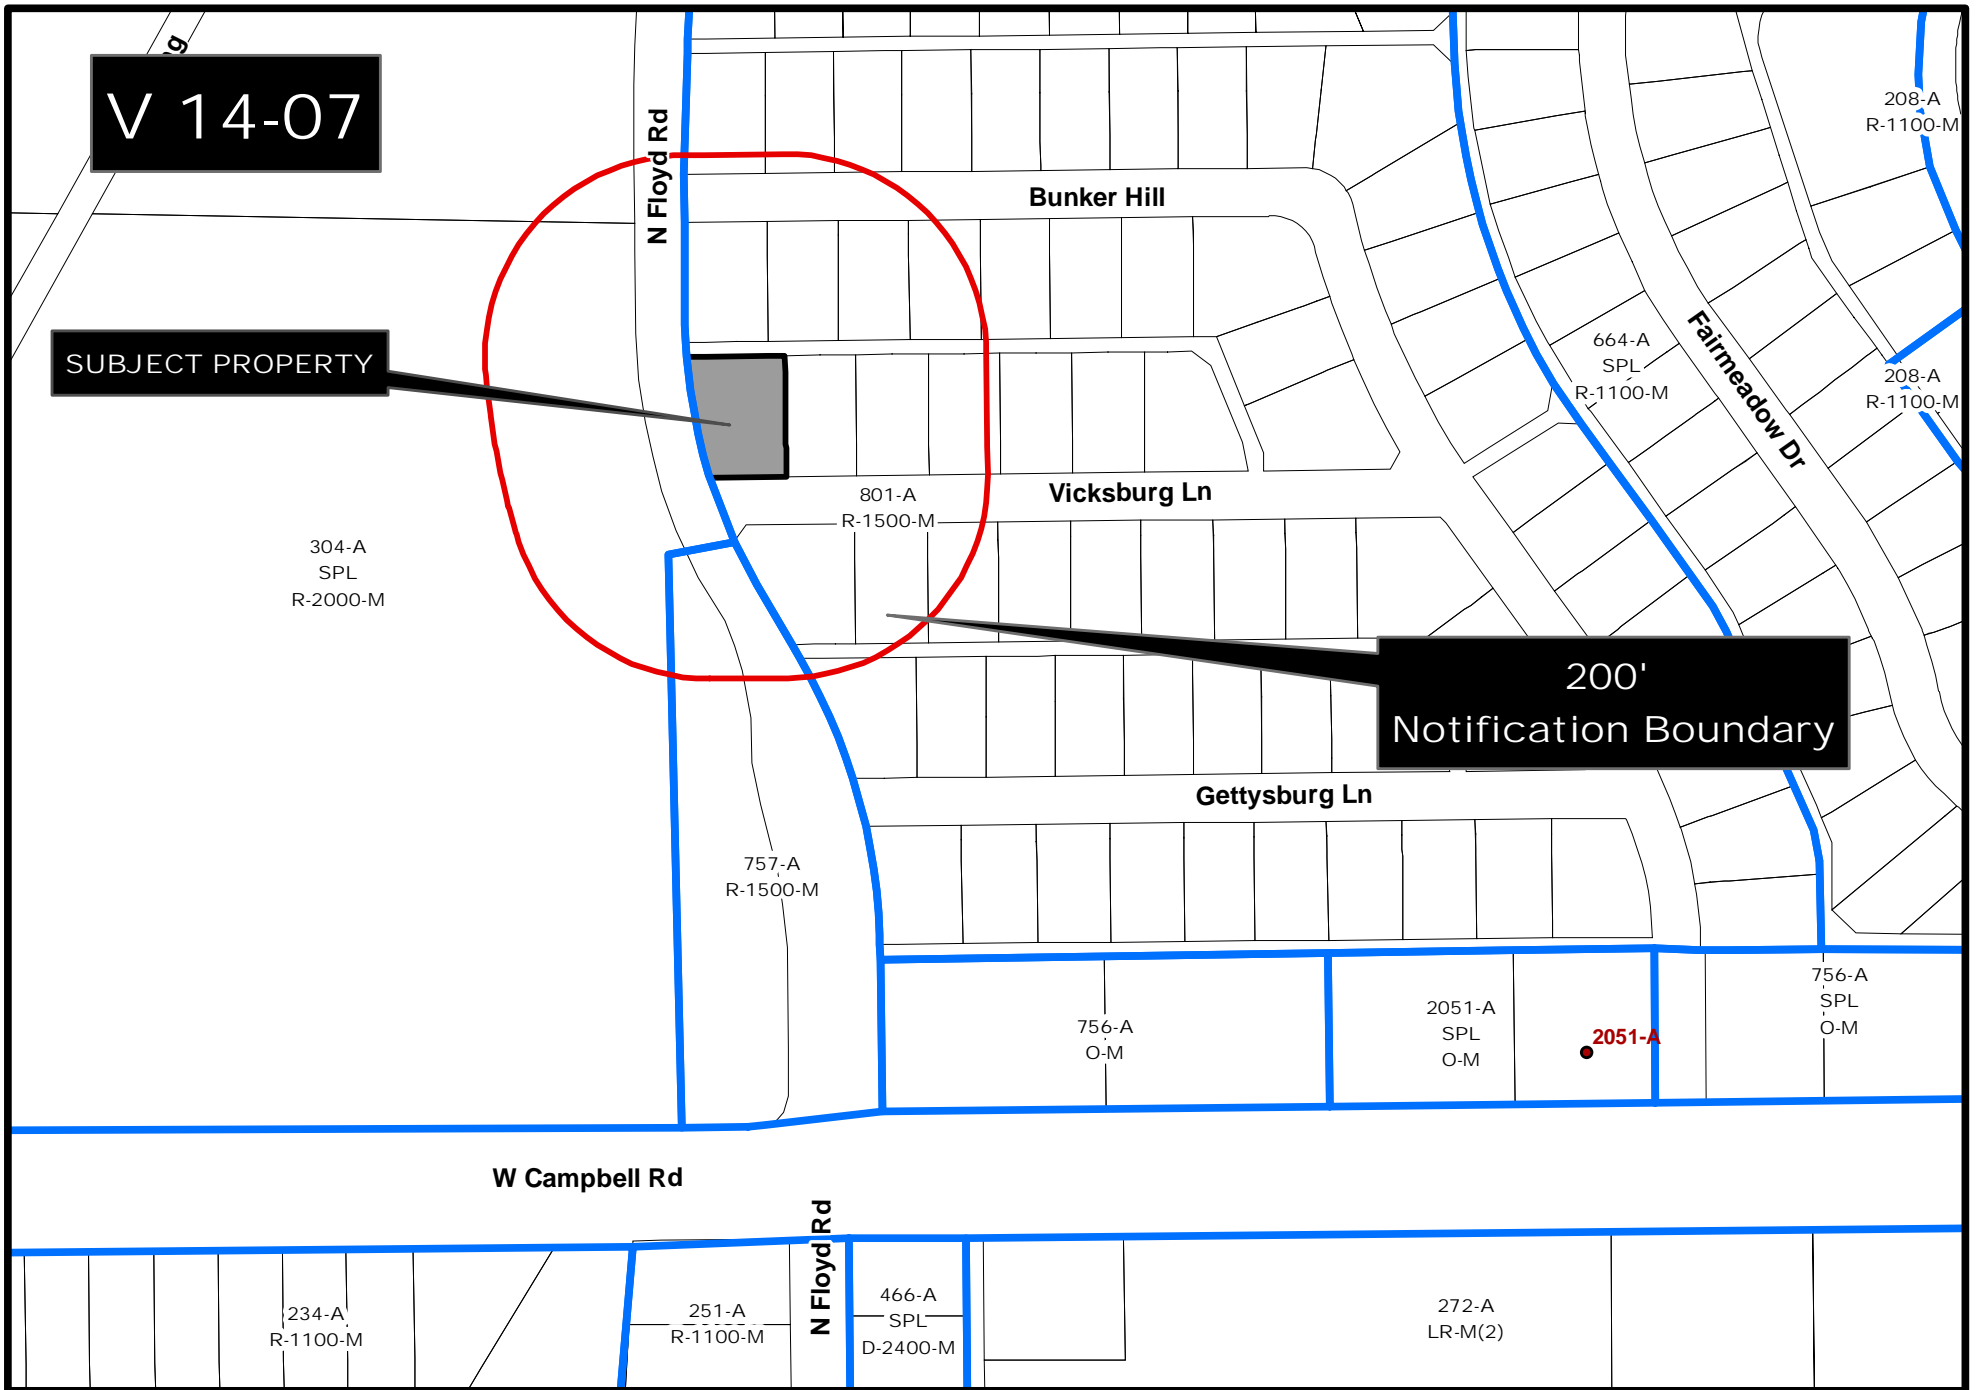 ng
V 14-07
N Floyd Rd
208-A
R-1100-M
Bunker Hill
SUBJECT PROPERTY
664-A
SPL
R-1100-M
Fairmeadow Dr
208-A
R-1100-M
801-A
R-1500-M
Vicksburg Ln
304-A
SPL
R-2000-M
200'
Notification Boundary
Gettysburg Ln
757-A
R-1500-M
756-A
O-M
2051-A
SPL
O-M
2051-A
756-A
SPL
O-M
W Campbell Rd
N Floyd Rd
234-A
R-1100-M
251-A
R-1100-M
466-A
SPL
D-2400-M
272-A
LR-M(2)